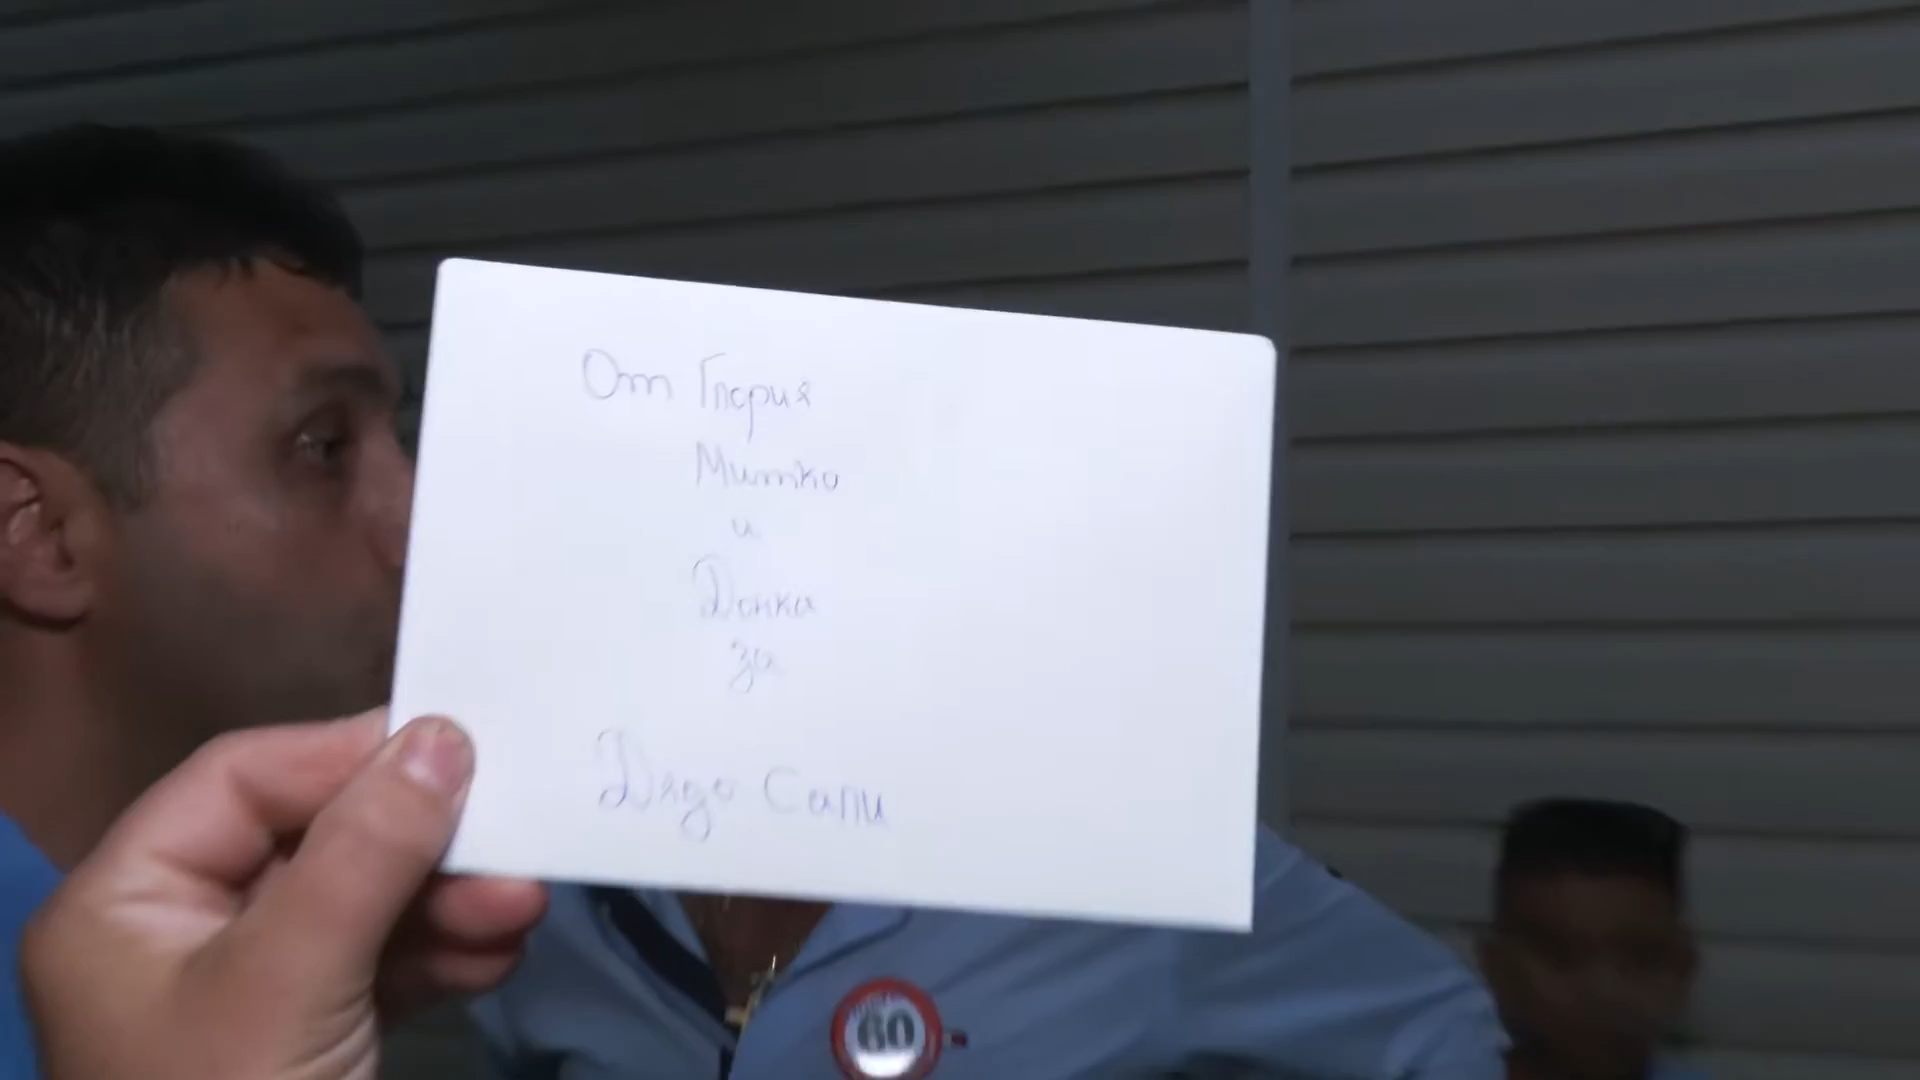 От Глория
Митко
и
Донка
за
Дядо Сали
60